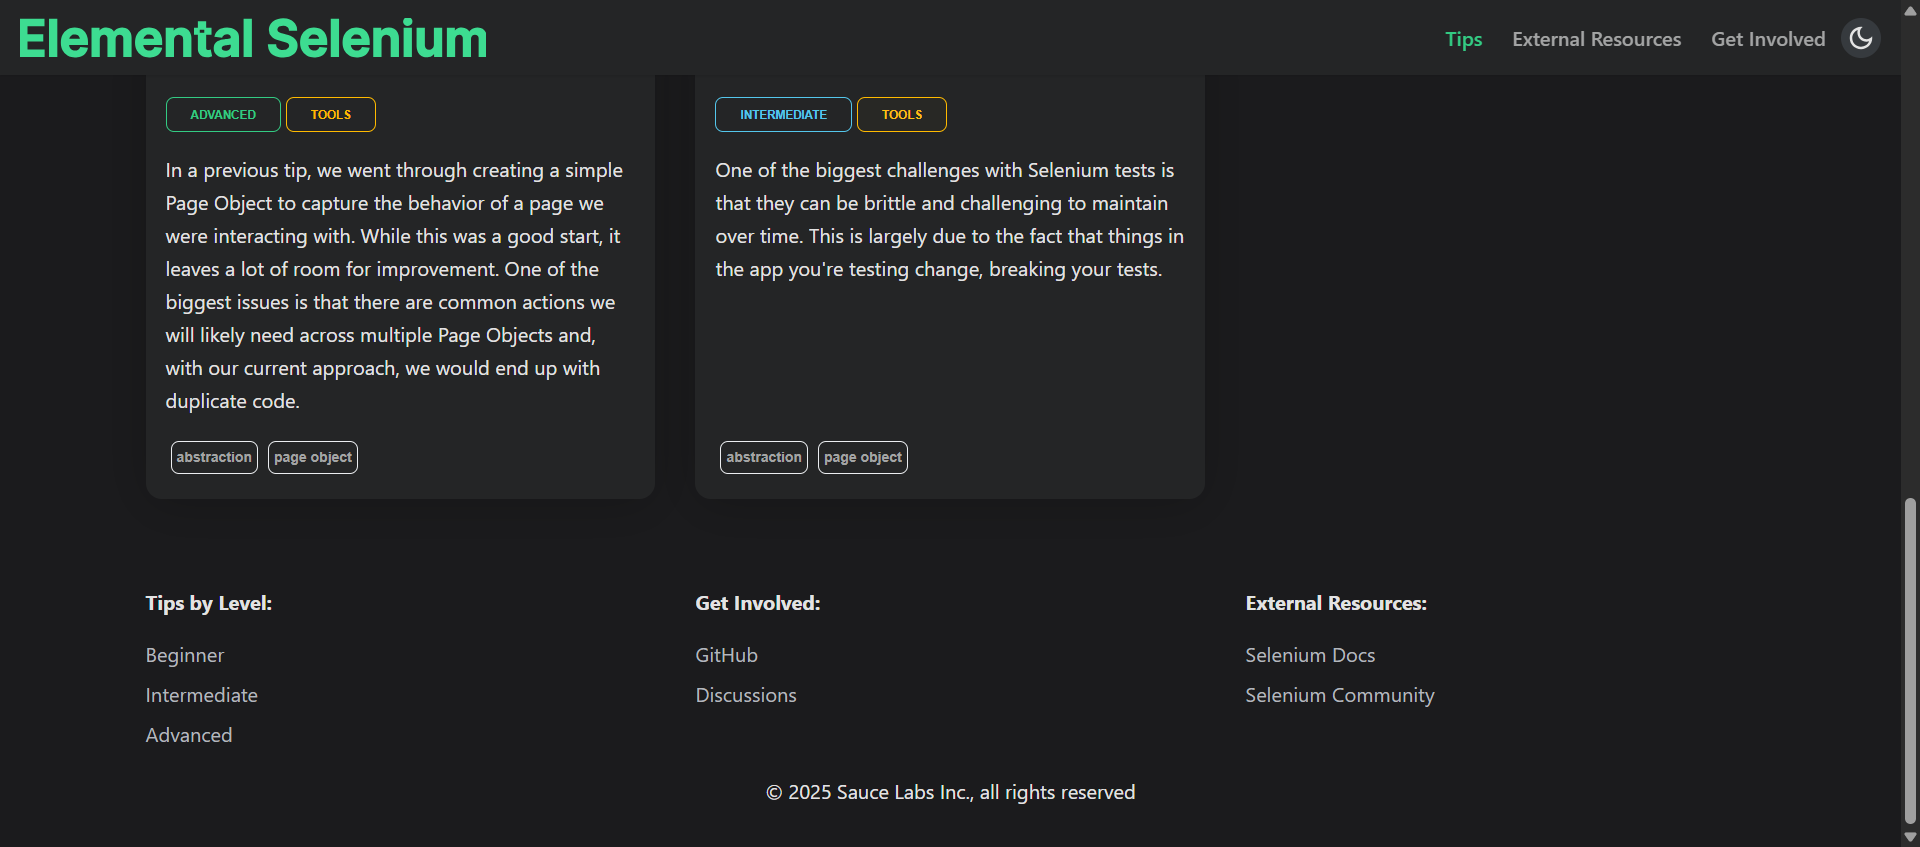 Elemental Selenium
Tips External Resources Get Involved
ADVANCED TOOLS
In a previous tip, we went through creating a simple
Page Object to capture the behavior of a page we
were interacting with. While this was a good start, it
leaves a lot of room for improvement. One of the
biggest issues is that there are common actions we
will likely need across multiple Page Objects and,
with our current approach, we would end up with
duplicate code.
abstraction page object
INTERMEDIATE TOOLS
One of the biggest challenges with Selenium tests is
that they can be brittle and challenging to maintain
over time. This is largely due to the fact that things in
the app you're testing change, breaking your tests.
abstraction page object
Tips by Level:
Beginner
Intermediate
Advanced
Get Involved:
GitHub
Discussions
External Resources:
Selenium Docs
Selenium Community
© 2025 Sauce Labs Inc., all rights reserved